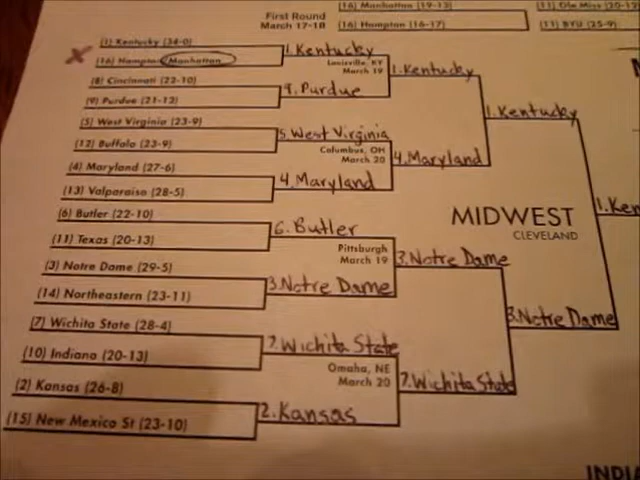 (16) Manhattan (19-13)
(11) Ole Miss (20-12)
First Round
March 17-18
(16) Hampton (16-17)
(11) BYU (25-9)
(1) Kentucky (34-0)
(16) Hampton Manhattan
(8) Cincinnati (22-10)
(9) Purdue (21-12)
(5) West Virginia (23-9)
(12) Buffalo (23-9)
(4) Maryland (27-6)
(13) Valparaiso (28-5)
(6) Butler (22-10)
(11) Texas (20-13)
(3) Notre Dame (29-5)
(14) Northeastern (23-11)
(7) Wichita State (28-4)
(10) Indiana (20-13)
(2) Kansas (26-8)
(15) New Mexico St (23-10)
1. Kentucky
Louisville, KY
March 19
9. Purdue
5. West Virginia
Columbus, OH
March 20
4. Maryland
6. Butler
Pittsburgh
March 19
3. Notre Dame
7. Wichita State
Omaha, NE
March 20
2. Kansas
1. Kentucky
4. Maryland
3. Notre Dame
7. Wichita State
1. Kentucky
MIDWEST
CLEVELAND
3. Notre Dame
1. Ken
INDI